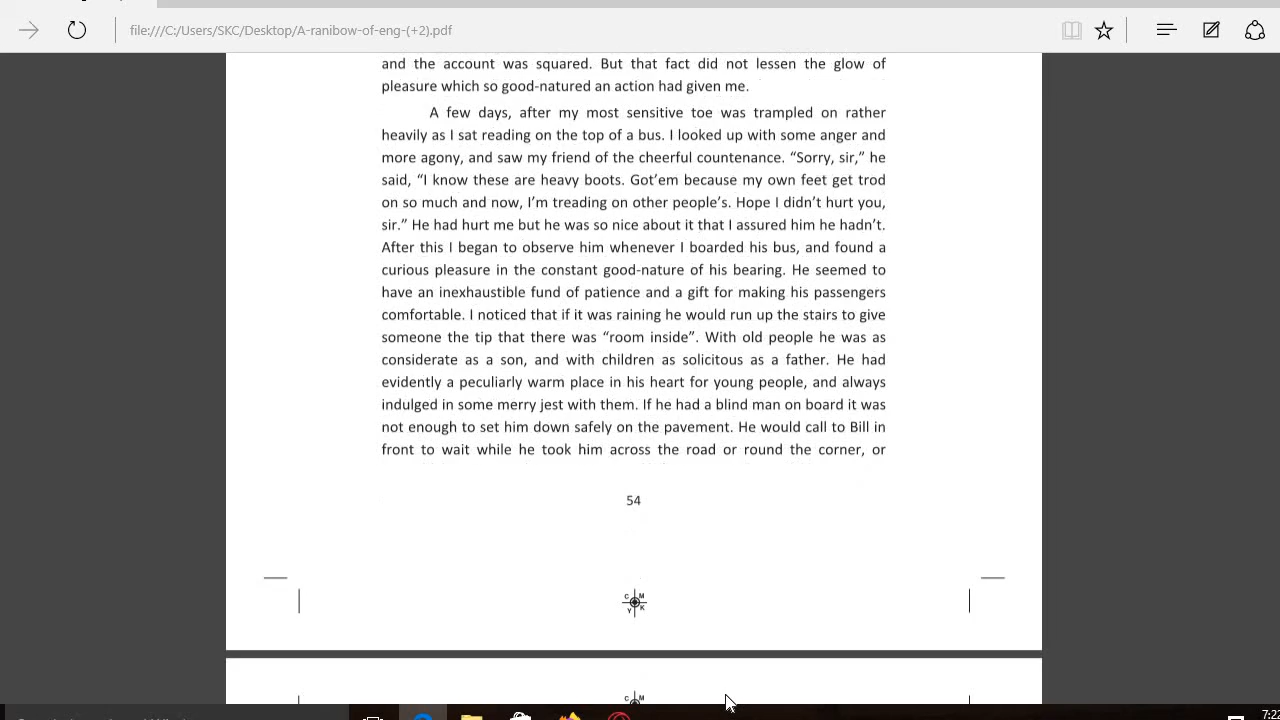 file:///C:/Users/SKC/Desktop/A-ranibow-of-eng-(+2).pdf
and the account was squared. But that fact did not lessen the glow of
pleasure which so good-natured an action had given me.
A few days, after my most sensitive toe was trampled on rather
heavily as I sat reading on the top of a bus. I looked up with some anger and
more agony, and saw my friend of the cheerful countenance. “Sorry, sir,” he
said, “I know these are heavy boots. Got’em because my own feet get trod
on so much and now, I’m treading on other people’s. Hope I didn’t hurt you,
sir.” He had hurt me but he was so nice about it that I assured him he hadn’t.
After this I began to observe him whenever I boarded his bus, and found a
curious pleasure in the constant good-nature of his bearing. He seemed to
have an inexhaustible fund of patience and a gift for making his passengers
comfortable. I noticed that if it was raining he would run up the stairs to give
someone the tip that there was “room inside”. With old people he was as
considerate as a son, and with children as solicitous as a father. He had
evidently a peculiarly warm place in his heart for young people, and always
indulged in some merry jest with them. If he had a blind man on board it was
not enough to set him down safely on the pavement. He would call to Bill in
front to wait while he took him across the road or round the corner, or
54
C M
Y K
C M